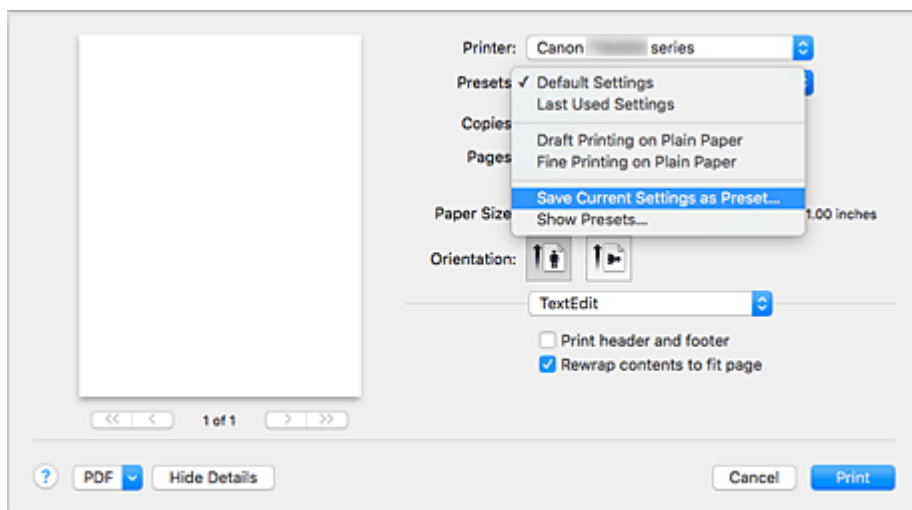 Printer: Canon series
Presets ✓ Default Settings
Last Used Settings
Copies
Draft Printing on Plain Paper
Pages
Fine Printing on Plain Paper
Save Current Settings as Preset...
Paper Size 1.00 inches
Show Presets...
Orientation:
TextEdit
Print header and footer
Rewrap contents to fit page
1 of 1
? PDF Hide Details Cancel Print